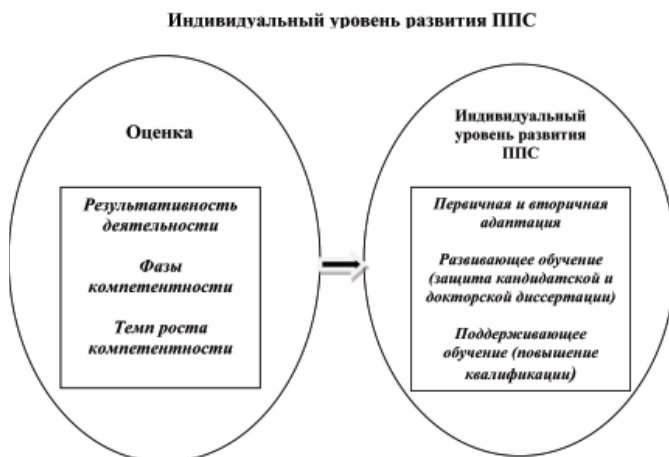 Индивидуальный уровень развития ППС
Оценка
Результативность
деятельности
Фазы
компетентности
Темп роста
компетентности
Индивидуальный
уровень развития
ППС
Первичная и вторичная
адаптация
Развивающее обучение
(защита кандидатской и
докторской диссертации)
Поддерживающее
обучение (повышение
квалификации)